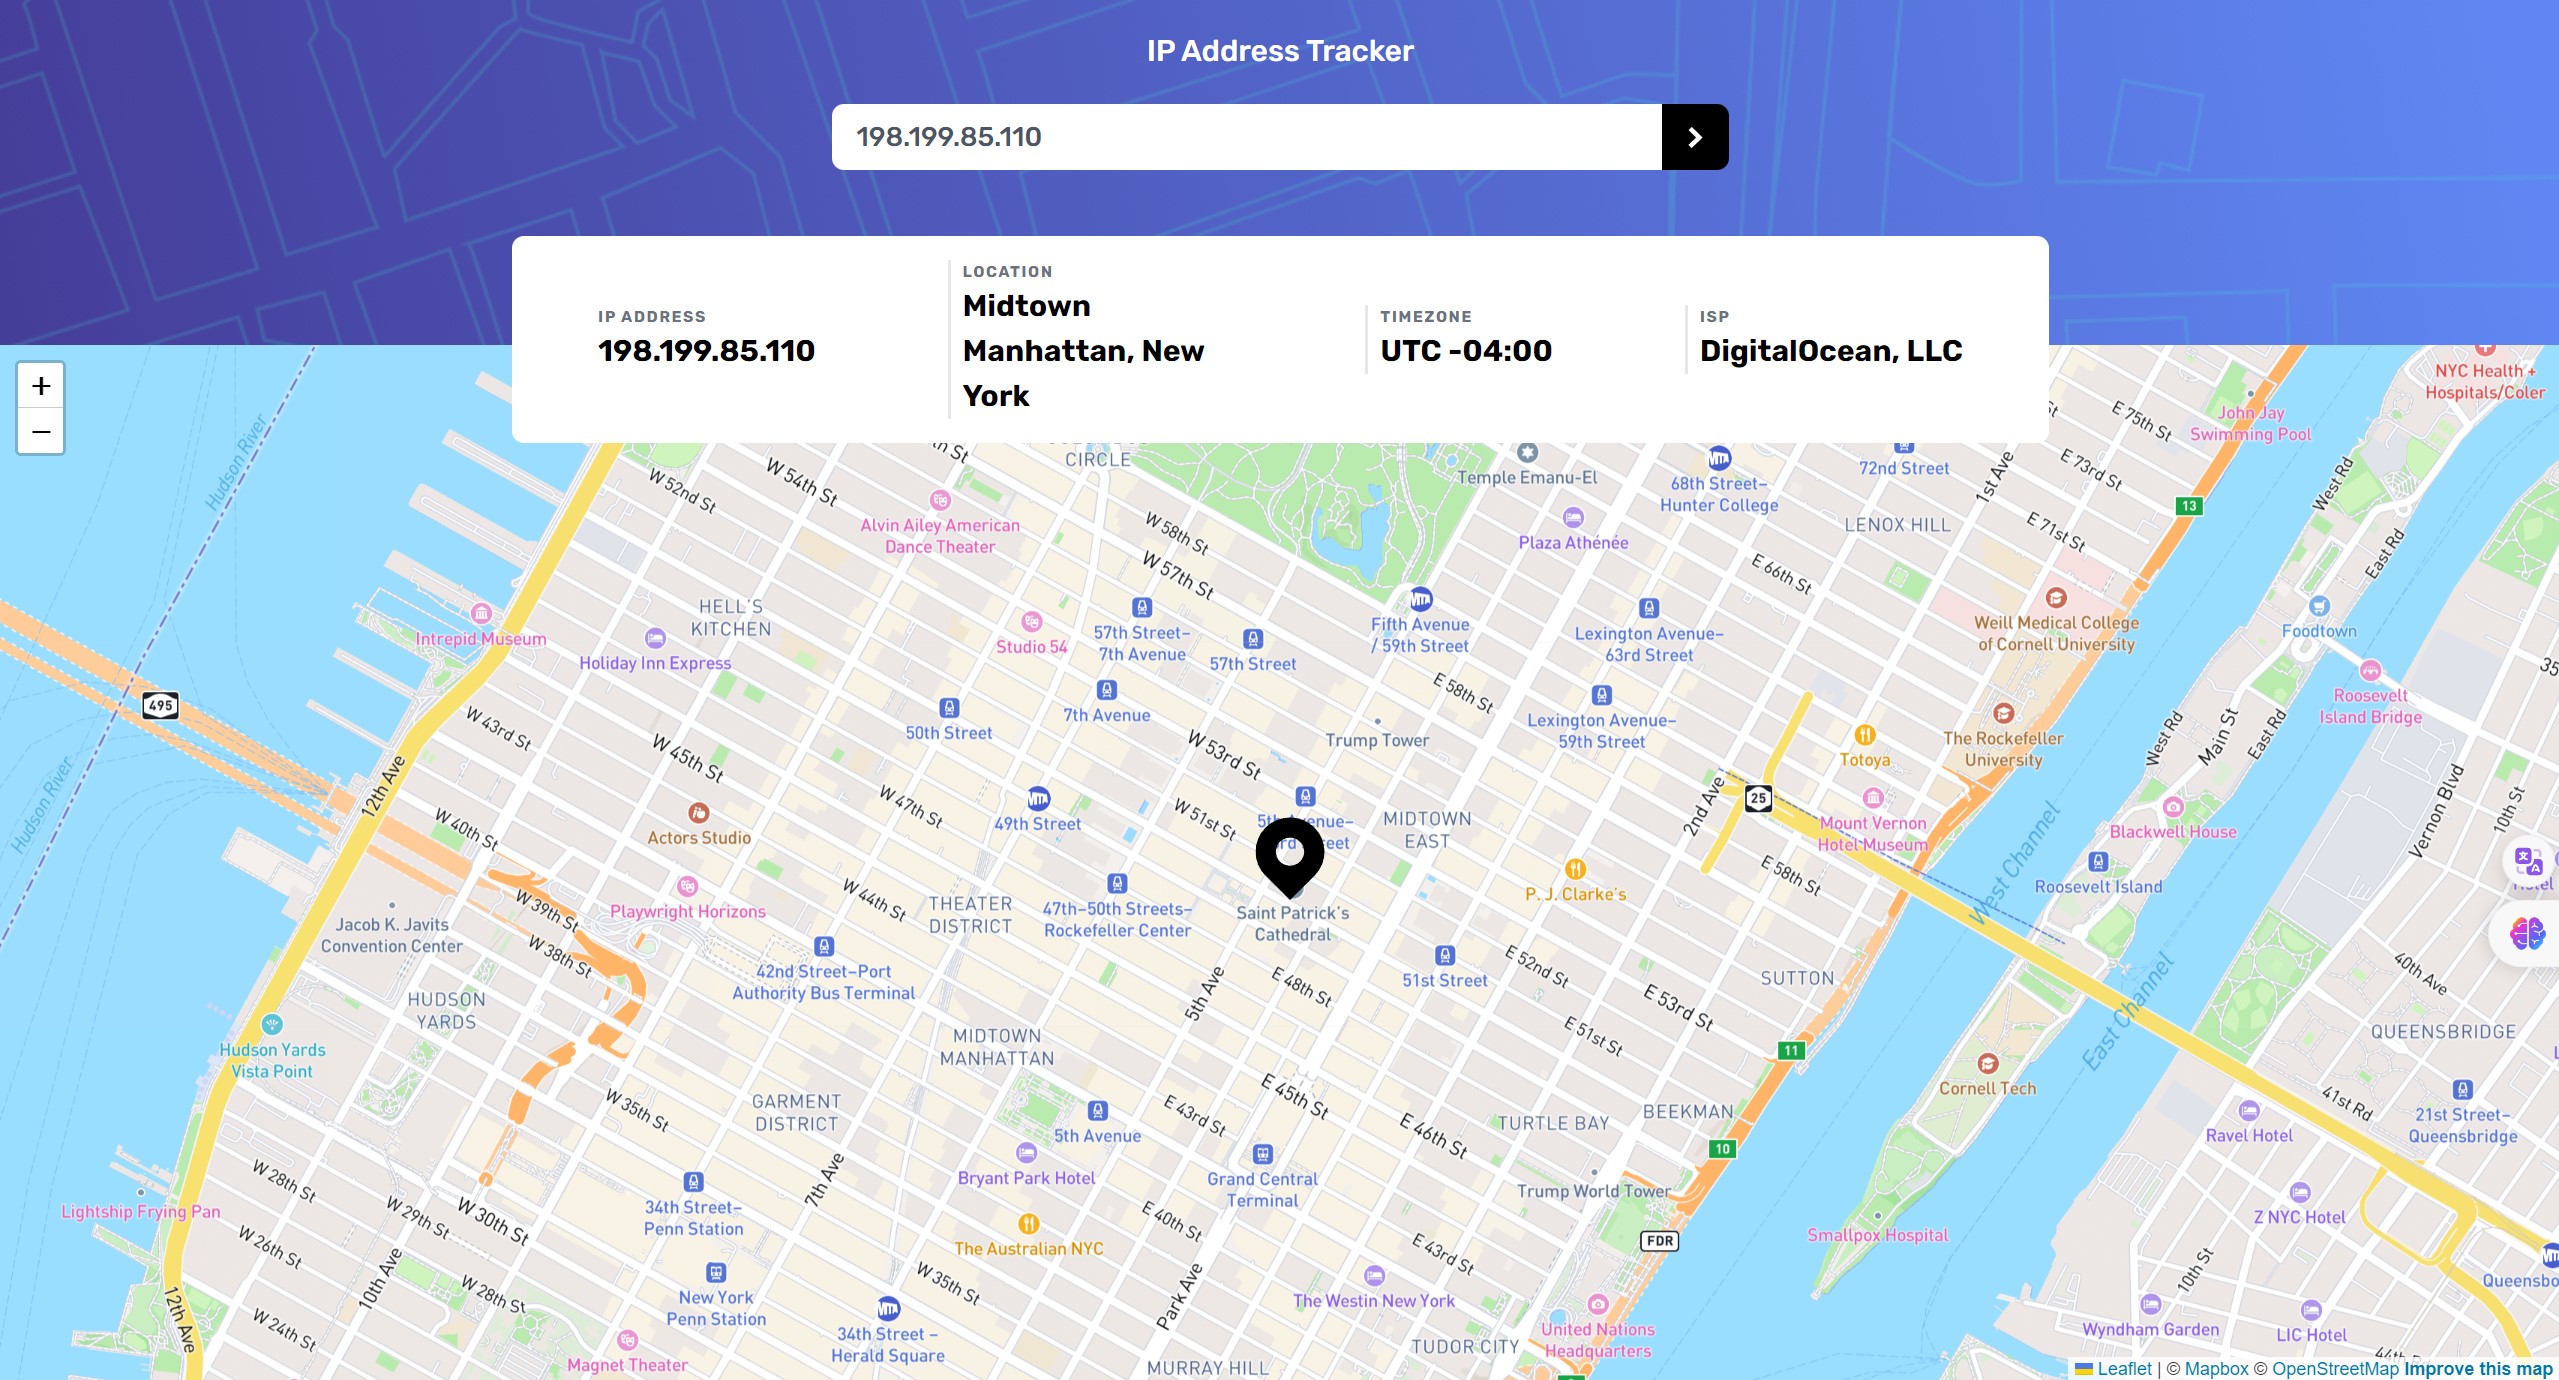 IP Address Tracker
198.199.85.110
IP ADDRESS
198.199.85.110
LOCATION
Midtown
Manhattan, New
York
TIMEZONE
UTC -04:00
ISP
DigitalOcean, LLC
+
−
NYC Health +
Hospitals/Coler
John Jay
Swimming Pool
E 75th St
E 73rd St
E 71st St
E 66th St
1st Ave
13
West Rd
East Rd
Hudson River
CIRCLE
W 52nd St
W 54th St
Temple Emanu-El
MTA
68th Street–
Hunter College
72nd Street
LENOX HILL
Alvin Ailey American
Dance Theater
W 58th St
W 57th St
Plaza Athénée
Weill Medical College
of Cornell University
Foodtown
Intrepid Museum
HELL'S
KITCHEN
Holiday Inn Express
Studio 54
57th Street–
7th Avenue
57th Street
MTA
Fifth Avenue
/ 59th Street
Lexington Avenue–
63rd Street
E 58th St
Roosevelt
Island Bridge
495
W 43rd St
W 45th St
50th Street
7th Avenue
W 53rd St
Trump Tower
Lexington Avenue–
59th Street
Totoya
The Rockefeller
University
West Rd
Main St
East Rd
Hudson River
12th Ave
W 40th St
Actors Studio
W 47th St
MTA
49th Street
W 51st St
MIDTOWN
EAST
2nd Ave
25
Mount Vernon
Hotel Museum
E 58th St
Blackwell House
Vernon Blvd
10th St
West Channel
Roosevelt Island
Playwright Horizons
W 39th St
W 38th St
W 44th St
THEATER
DISTRICT
47th–50th Streets–
Rockefeller Center
Saint Patrick's
Cathedral
P. J. Clarke's
Jacob K. Javits
Convention Center
42nd Street–Port
Authority Bus Terminal
5th Ave
E 48th St
51st Street
E 52nd St
E 53rd St
E 51st St
SUTTON
East Channel
40th Ave
HUDSON
YARDS
Hudson Yards
Vista Point
MIDTOWN
MANHATTAN
QUEENSBRIDGE
11
Cornell Tech
W 35th St
GARMENT
DISTRICT
5th Avenue
E 43rd St
E 45th St
E 46th St
TURTLE BAY
BEEKMAN
10
41st Rd
21st Street–
Queensbridge
Ravel Hotel
W 28th St
Lightship Frying Pan
W 29th St
W 30th St
34th Street–
Penn Station
7th Ave
Bryant Park Hotel
Grand Central
Terminal
E 40th St
Trump World Tower
Z NYC Hotel
Smallpox Hospital
W 26th St
The Australian NYC
E 43rd St
FDR
10th Ave
W 28th St
New York
Penn Station
W 35th St
Park Ave
The Westin New York
10th St
12th Ave
W 24th St
Magnet Theater
MTA
34th Street –
Herald Square
MURRAY HILL
TUDOR CITY
United Nations
Headquarters
Wyndham Garden
LIC Hotel
Leaflet | © Mapbox © OpenStreetMap Improve this map